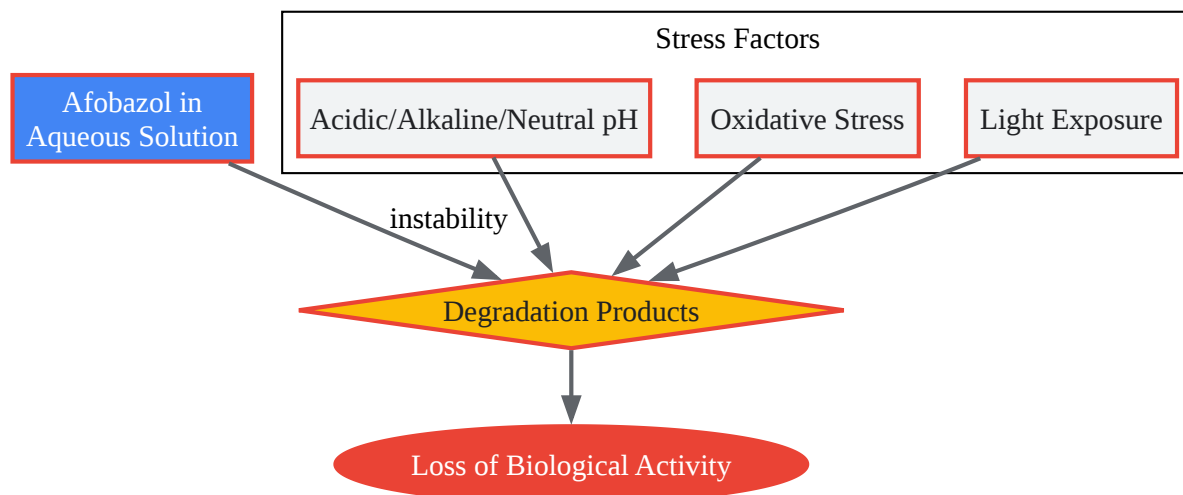 Stress Factors
Afobazol in
Aqueous Solution
Acidic/Alkaline/Neutral pH
Oxidative Stress
Light Exposure
instability
Degradation Products
Loss of Biological Activity